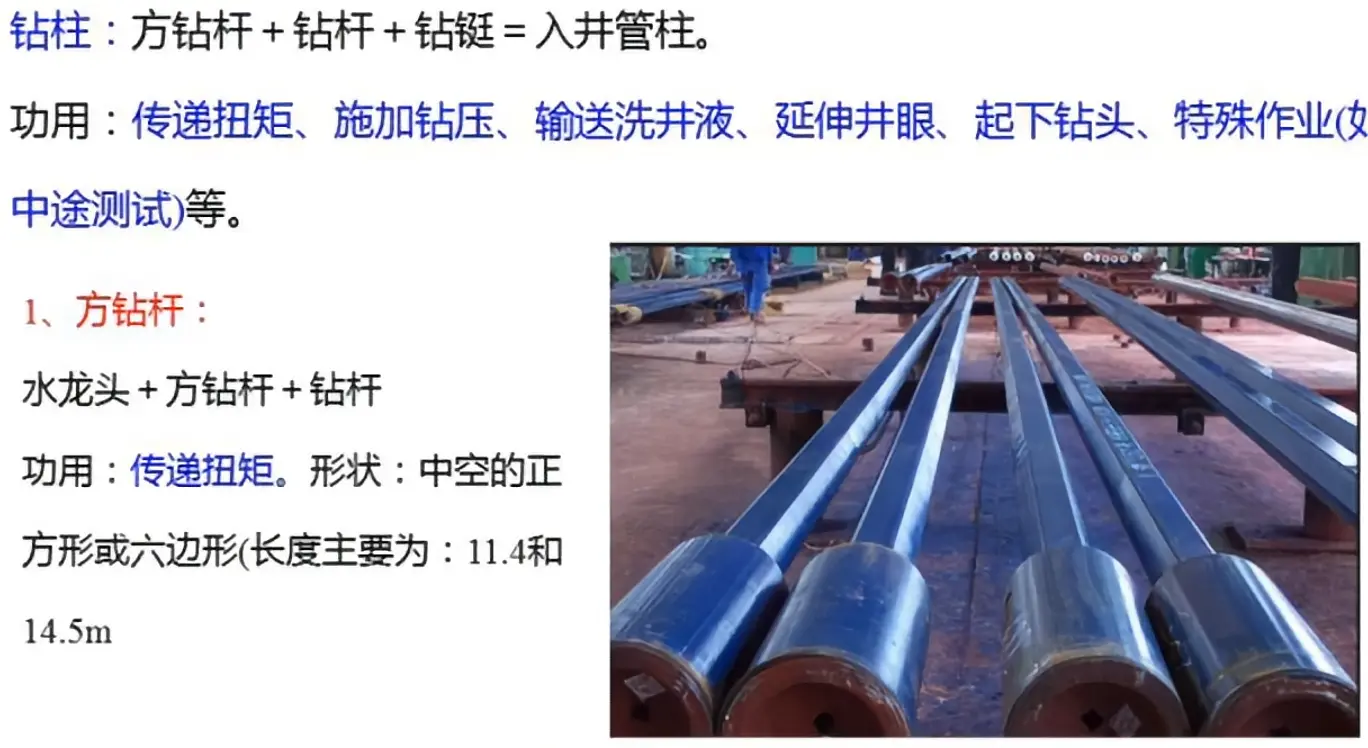 钻柱：方钻杆＋钻杆＋钻铤＝入井管柱。
功用：传递扭矩、施加钻压、输送洗井液、延伸井眼、起下钻头、特殊作业(如
中途测试)等。
1、方钻杆：
水龙头＋方钻杆＋钻杆
功用：传递扭矩。形状：中空的正
方形或六边形(长度主要为：11.4和
14.5m